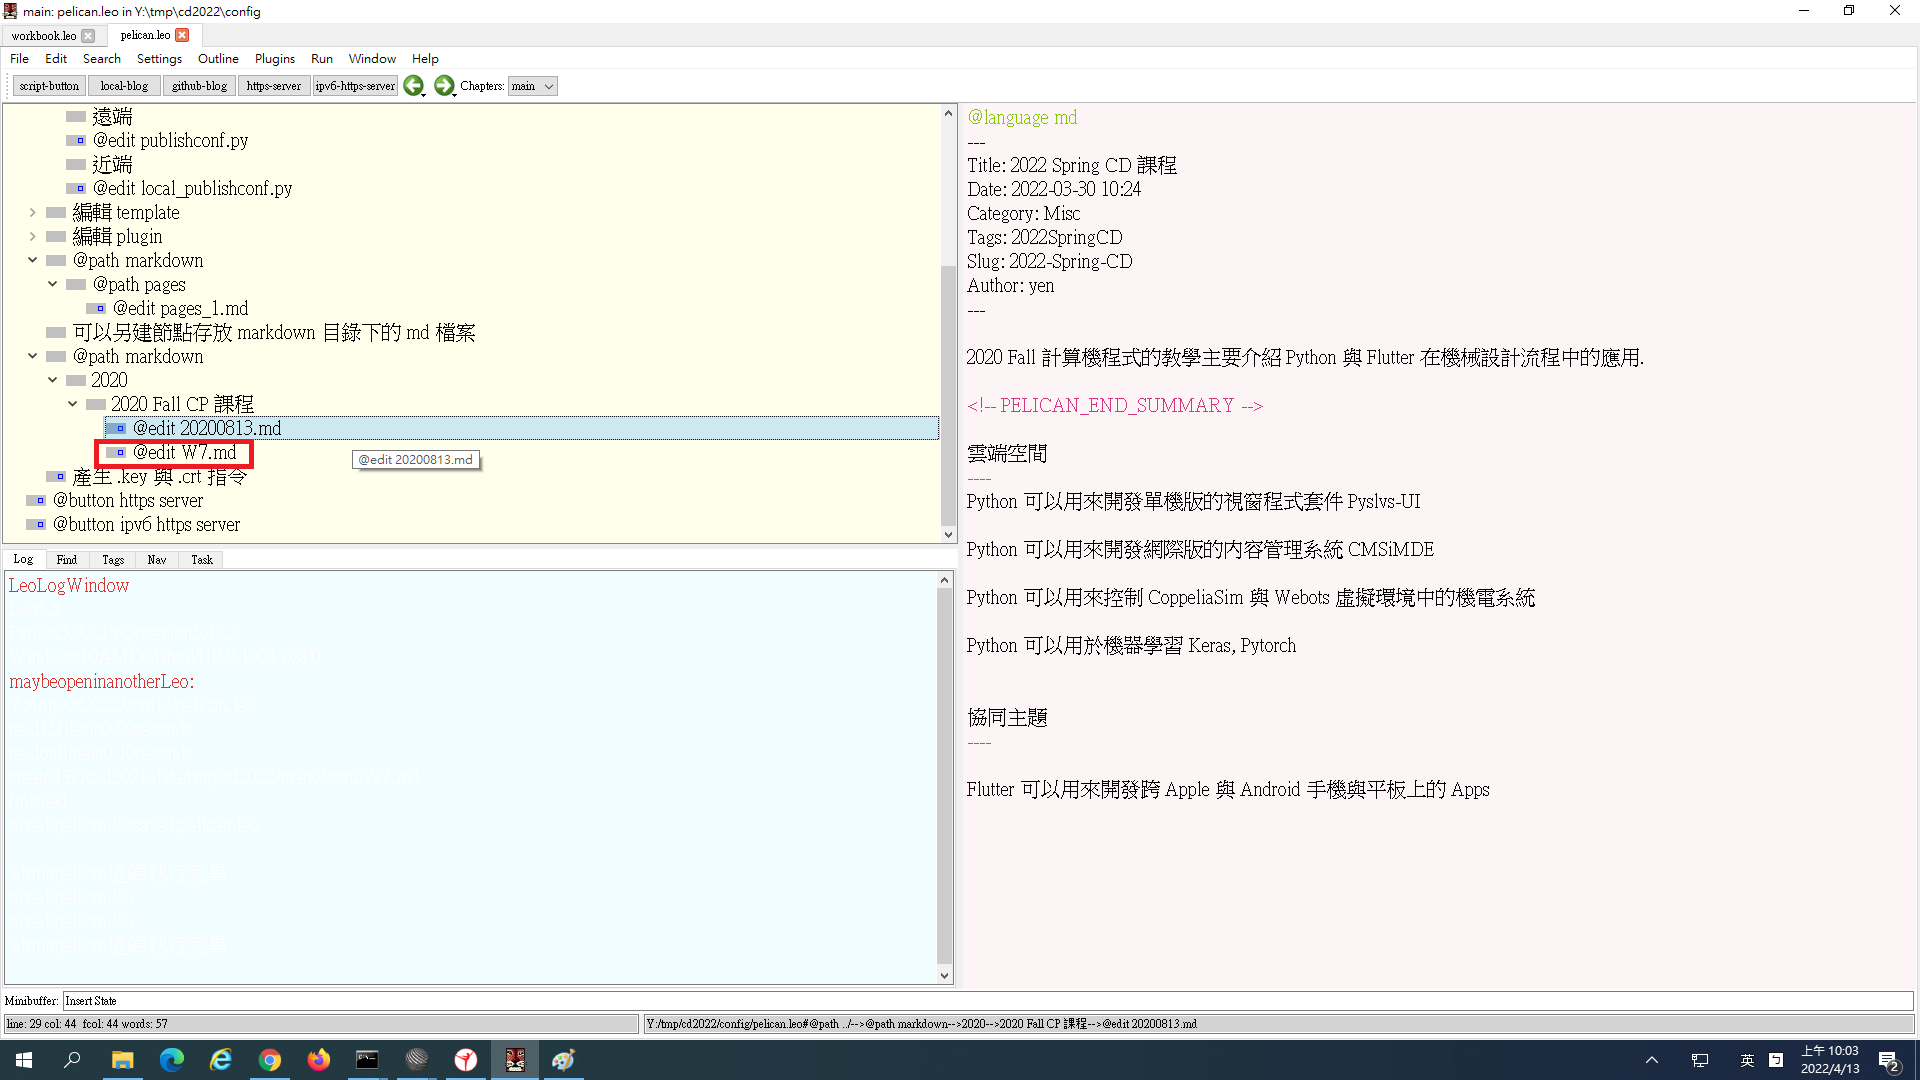 main: pelican.leo in Y:\tmp\cd2022\config
workbook.leo
pelican.leo
File Edit Search Settings Outline Plugins Run Window Help
script-button local-blog github-blog https-server ipv6-https-server Chapters: main
遠端
@edit publishconf.py
近端
@edit local_publishconf.py
編輯 template
編輯 plugin
@path markdown
@path pages
@edit pages_1.md
可以另建節點存放 markdown 目錄下的 md 檔案
@path markdown
2020
2020 Fall CP 課程
@edit 20200813.md
@edit W7.md
@edit 20200813.md
產生 .key 與 .crt 指令
@button https server
@button ipv6 https server
Log Find Tags Nav Task
LeoLogWindow
maybeopeninanotherLeo:
@language md
---
Title: 2022 Spring CD 課程
Date: 2022-03-30 10:24
Category: Misc
Tags: 2022SpringCD
Slug: 2022-Spring-CD
Author: yen
---
2020 Fall 計算機程式的教學主要介紹 Python 與 Flutter 在機械設計流程中的應用.
<!-- PELICAN_END_SUMMARY -->
雲端空間
----
Python 可以用來開發單機版的視窗程式套件 Pyslvs-UI
Python 可以用來開發網際版的內容管理系統 CMSiMDE
Python 可以用來控制 CoppeliaSim 與 Webots 虛擬環境中的機電系統
Python 可以用於機器學習 Keras, Pytorch
協同主題
----
Flutter 可以用來開發跨 Apple 與 Android 手機與平板上的 Apps
Minibuffer: Insert State
line: 29 col: 44 fcol: 44 words: 57
Y:/tmp/cd2022/config/pelican.leo#@path ../-->@path markdown-->2020-->2020 Fall CP 課程-->@edit 20200813.md
英
上午 10:03
2022/4/13
2